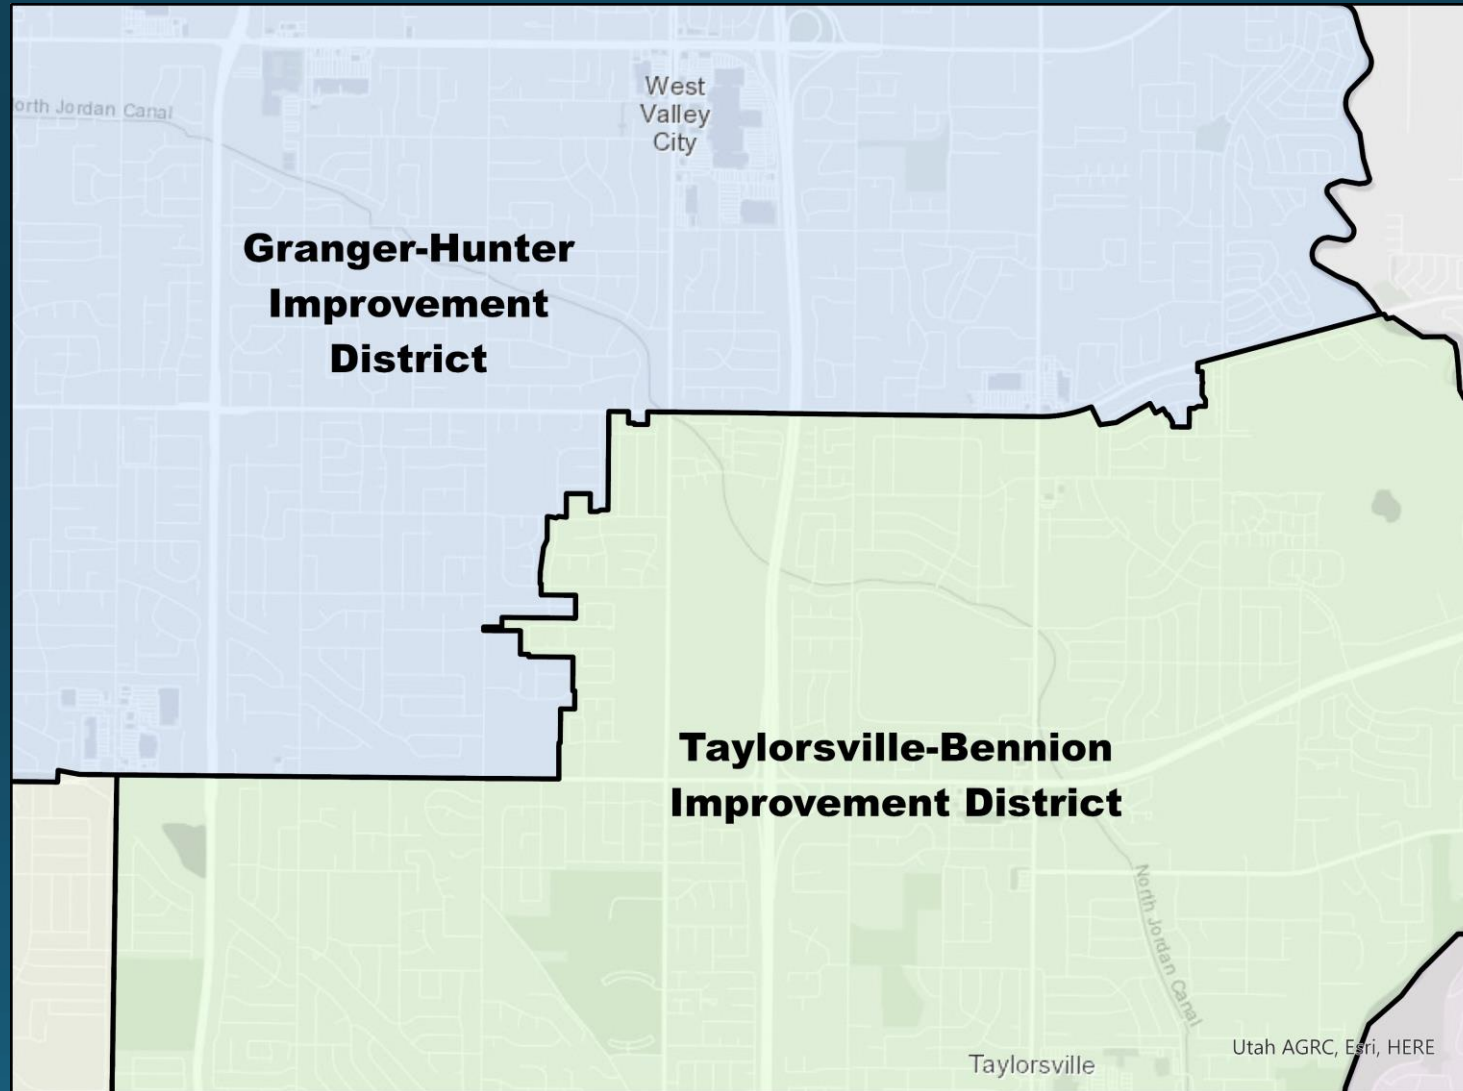 West
Valley
City
orth Jordan Canal
Granger-Hunter
Improvement
District
Taylorsville-Bennion
Improvement District
North Jordan Canal
Utah AGRC, Esri, HERE
Taylorsville